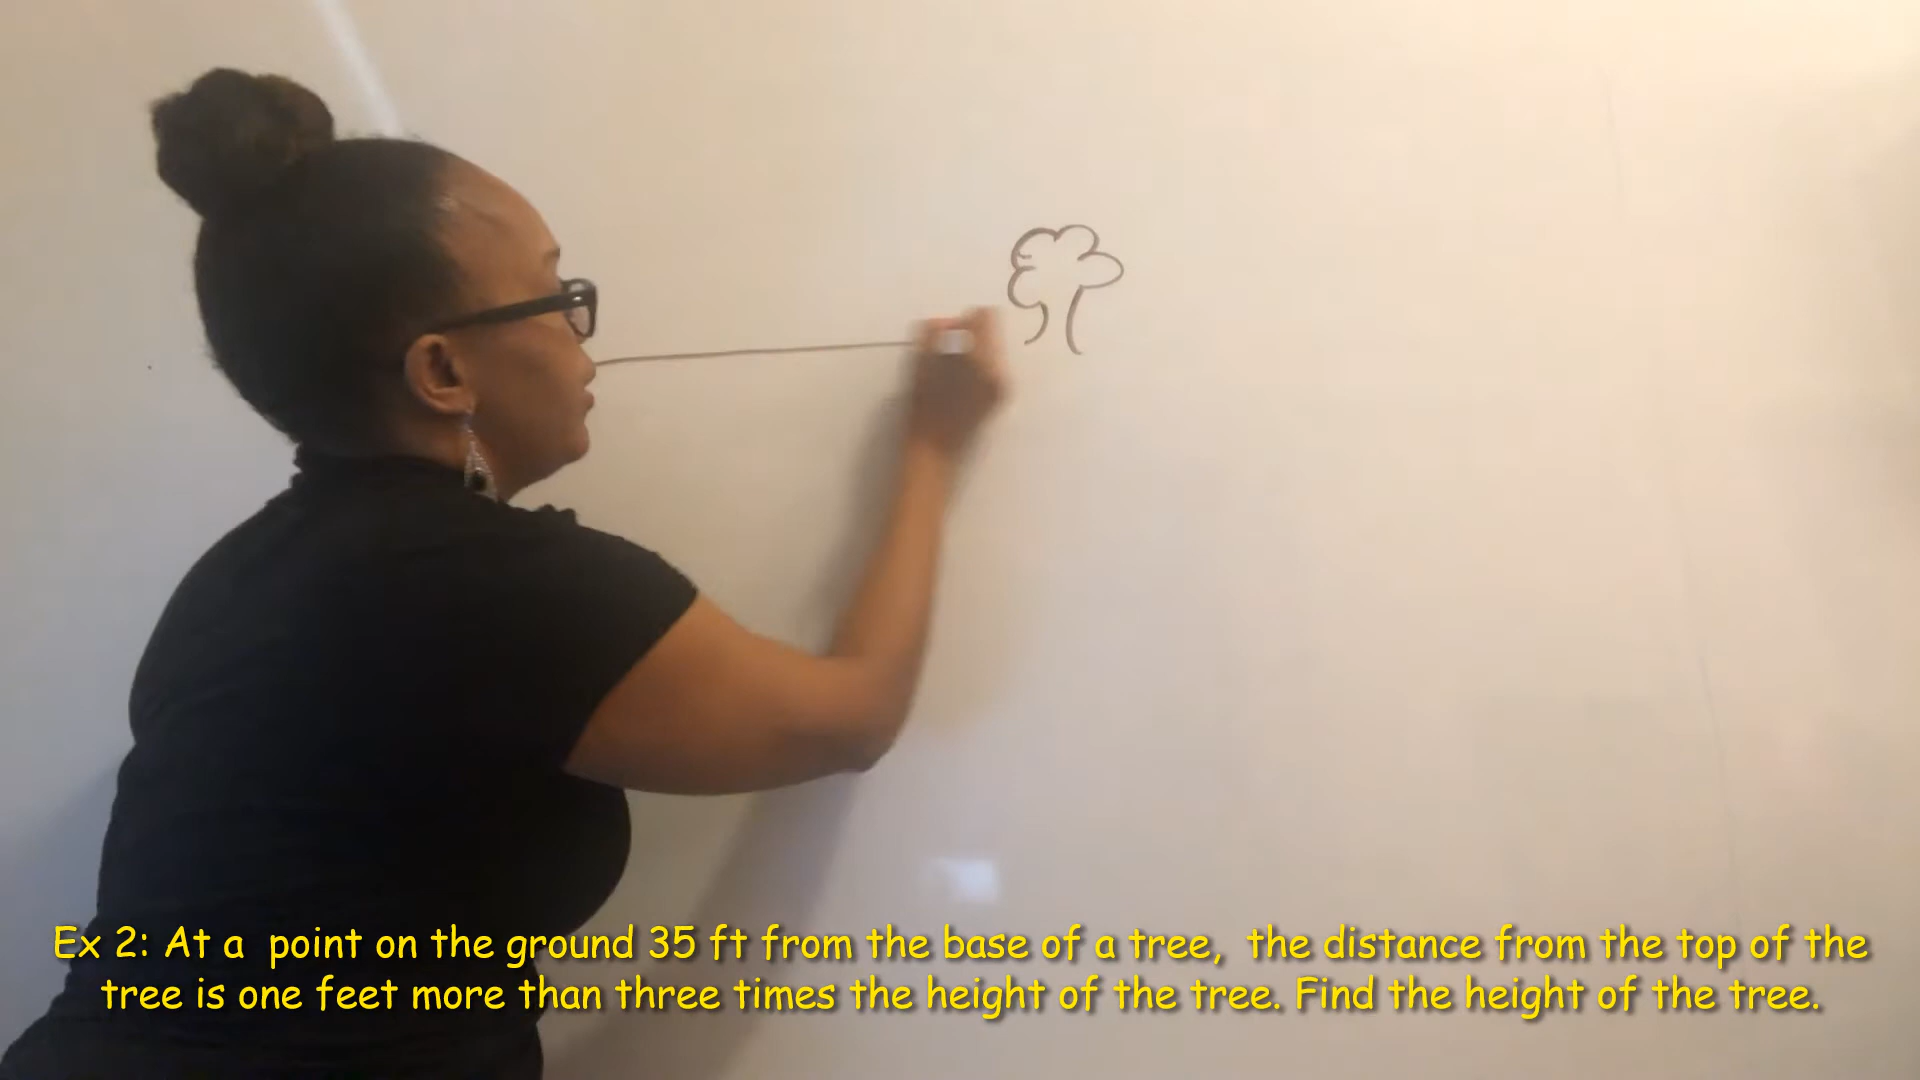 Ex 2: At a  point on the ground 35 ft from the base of a tree,  the distance from the top of the
tree is one feet more than three times the height of the tree. Find the height of the tree.